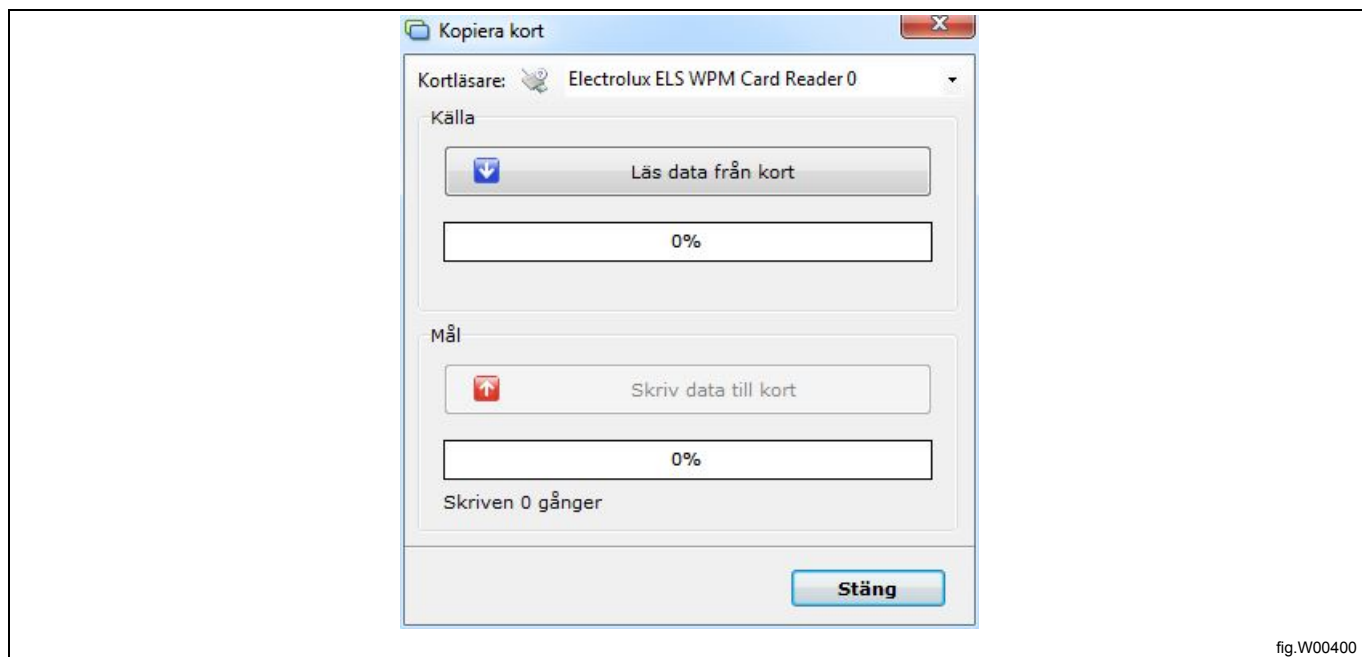 Kopiera kort
Kortläsare: Electrolux ELS WPM Card Reader 0
Källa
Läs data från kort
0%
Mål
Skriv data till kort
0%
Skriven 0 gånger
Stäng
fig.W00400